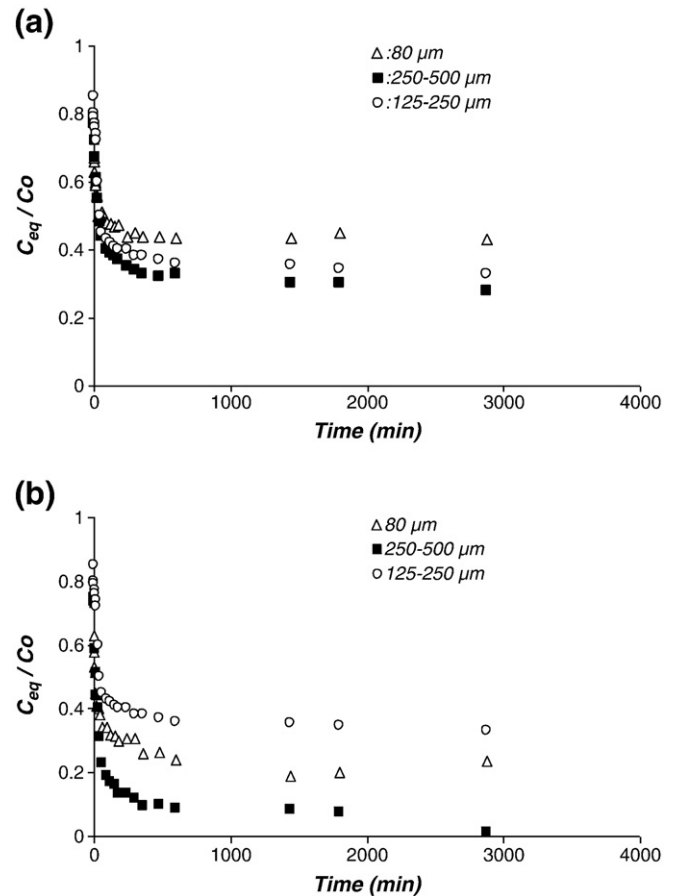 (a)
1
0.8
0.6
0.4
0.2
0
C_eq / Co
:80 µm
:250-500 µm
:125-250 µm
0 1000 2000 3000 4000
Time (min)
(b)
1
0.8
0.6
0.4
0.2
0
C_eq / Co
80 µm
250-500 µm
125-250 µm
0 1000 2000 3000 4000
Time (min)